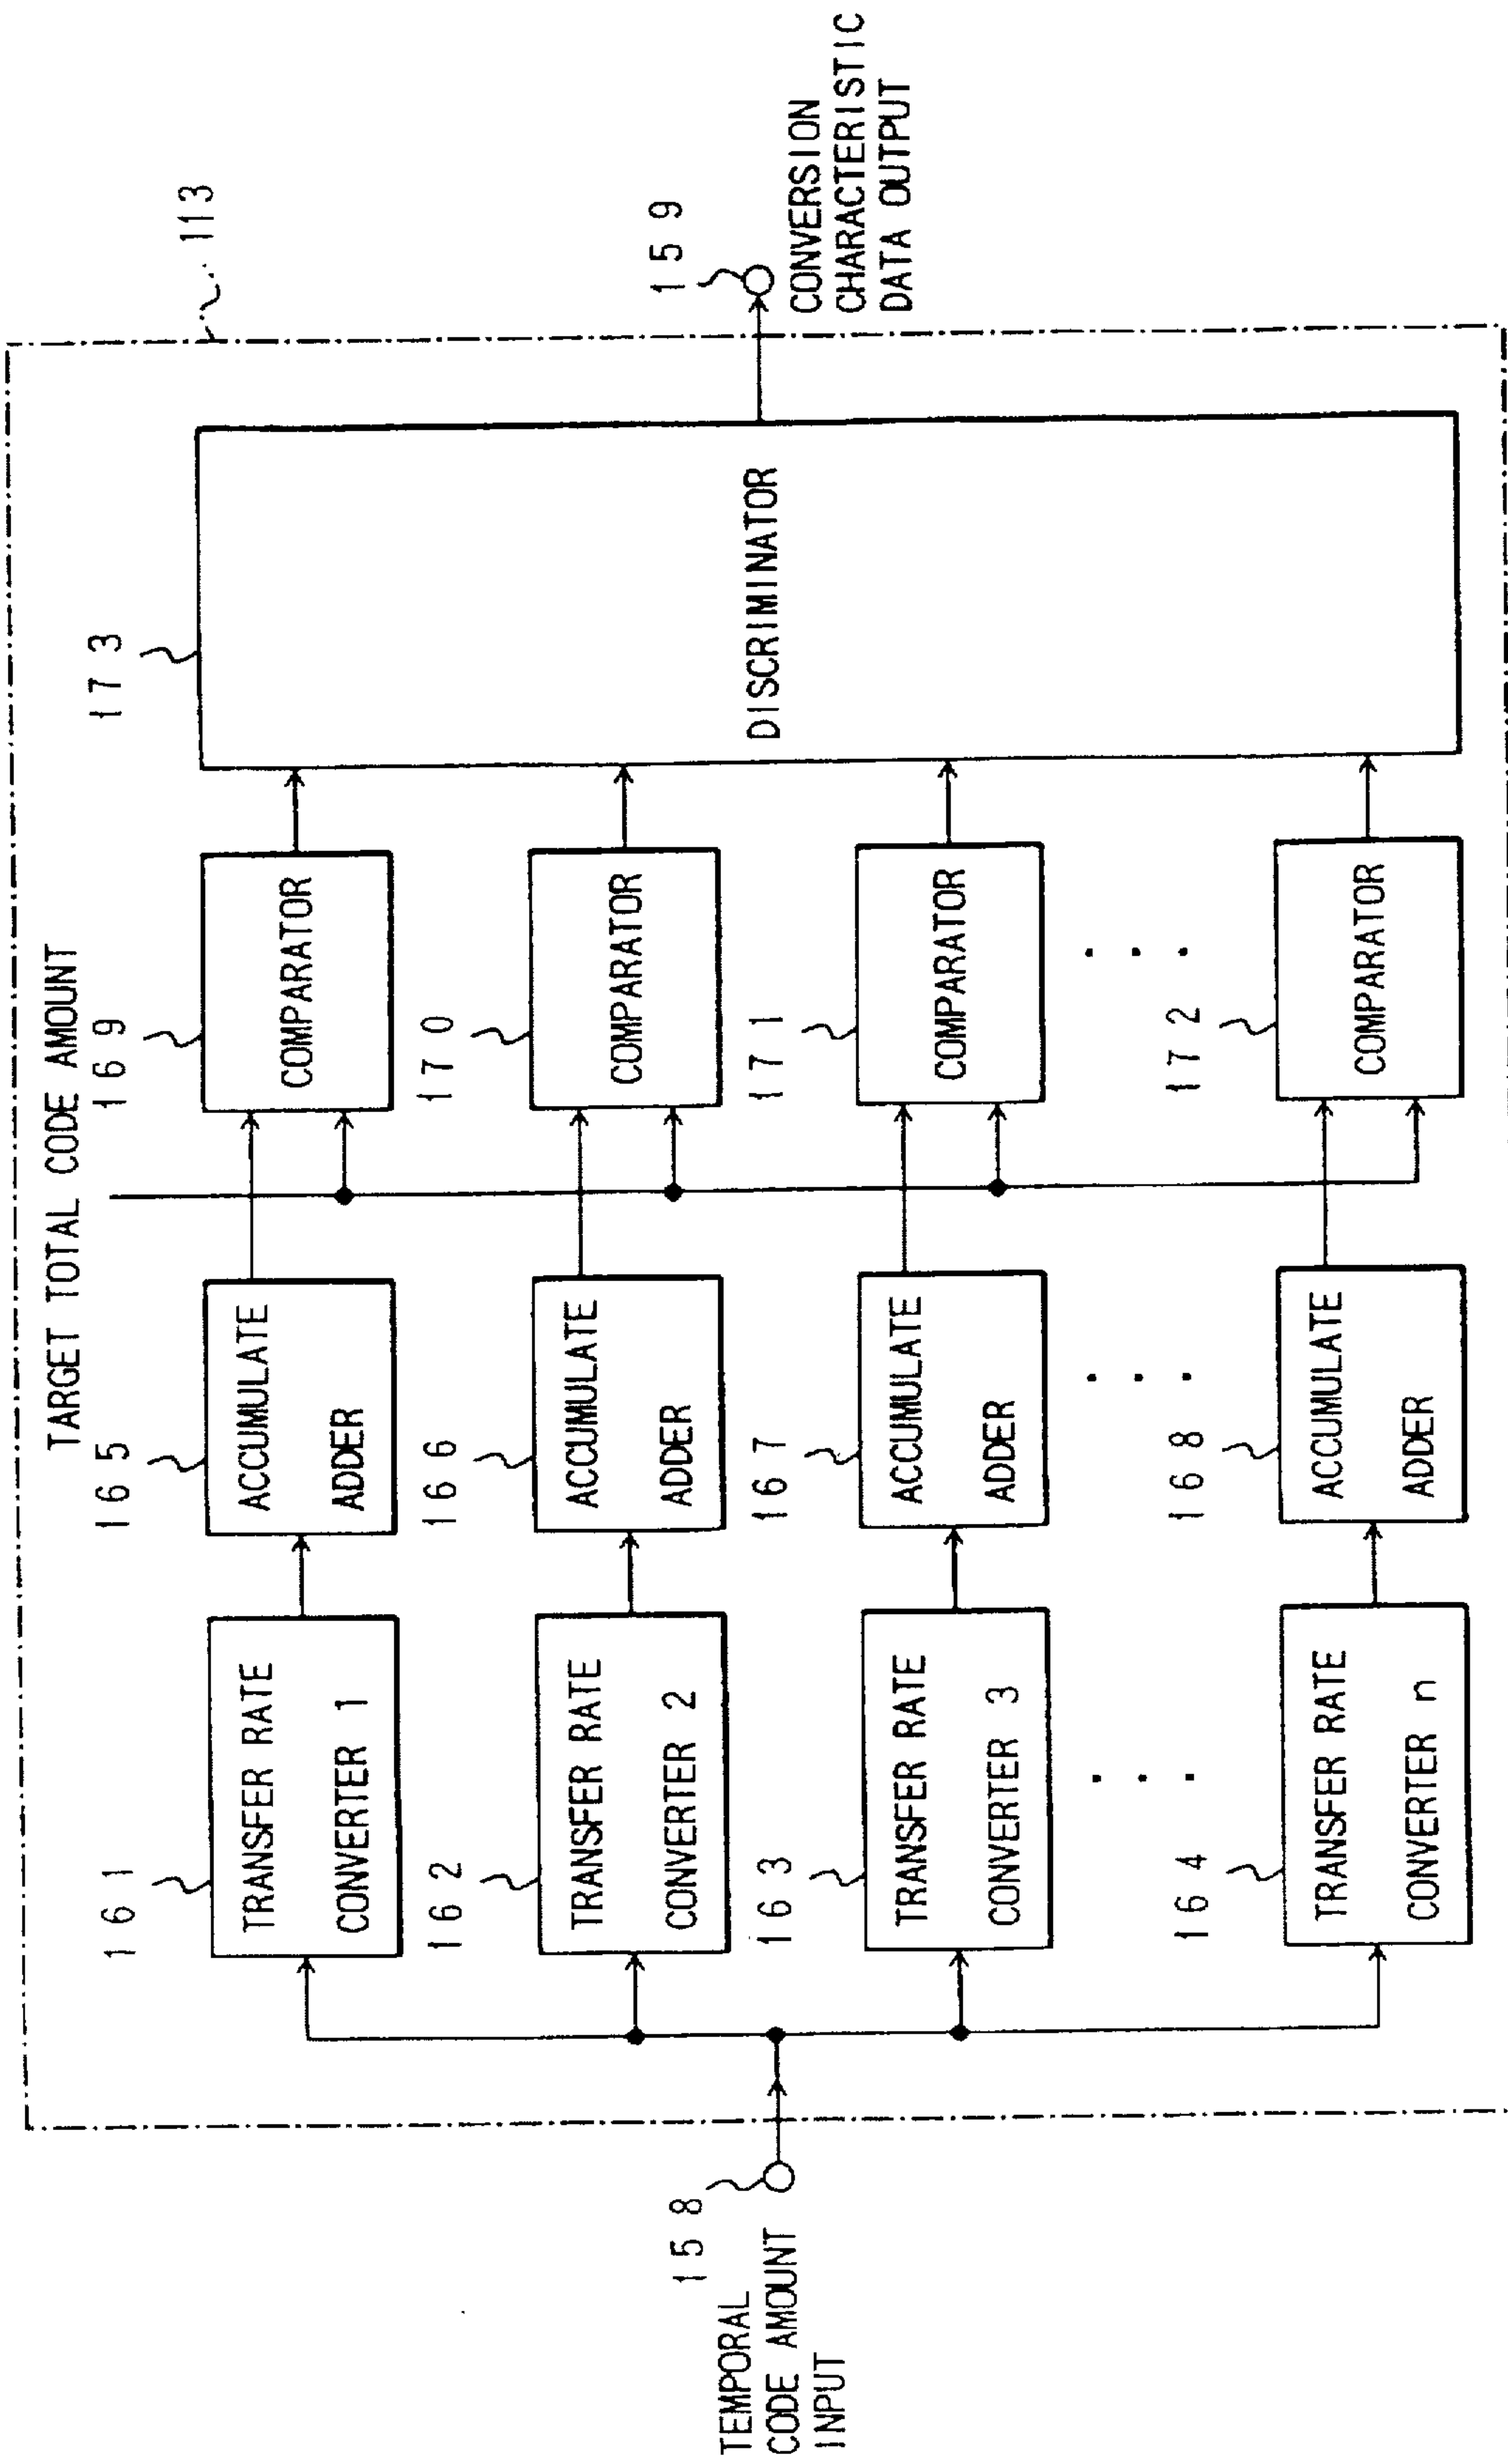 113
TARGET TOTAL CODE AMOUNT
161
TRANSFER RATE
CONVERTER 1
165
ACCUMULATE
ADDER
169
COMPARATOR
173
DISCRIMINATOR
162
TRANSFER RATE
CONVERTER 2
166
ACCUMULATE
ADDER
170
COMPARATOR
158
TEMPORAL
CODE AMOUNT
INPUT
159
CONVERSION
CHARACTERISTIC
DATA OUTPUT
163
TRANSFER RATE
CONVERTER 3
167
ACCUMULATE
ADDER
171
COMPARATOR
...
...
...
164
TRANSFER RATE
CONVERTER n
168
ACCUMULATE
ADDER
172
COMPARATOR